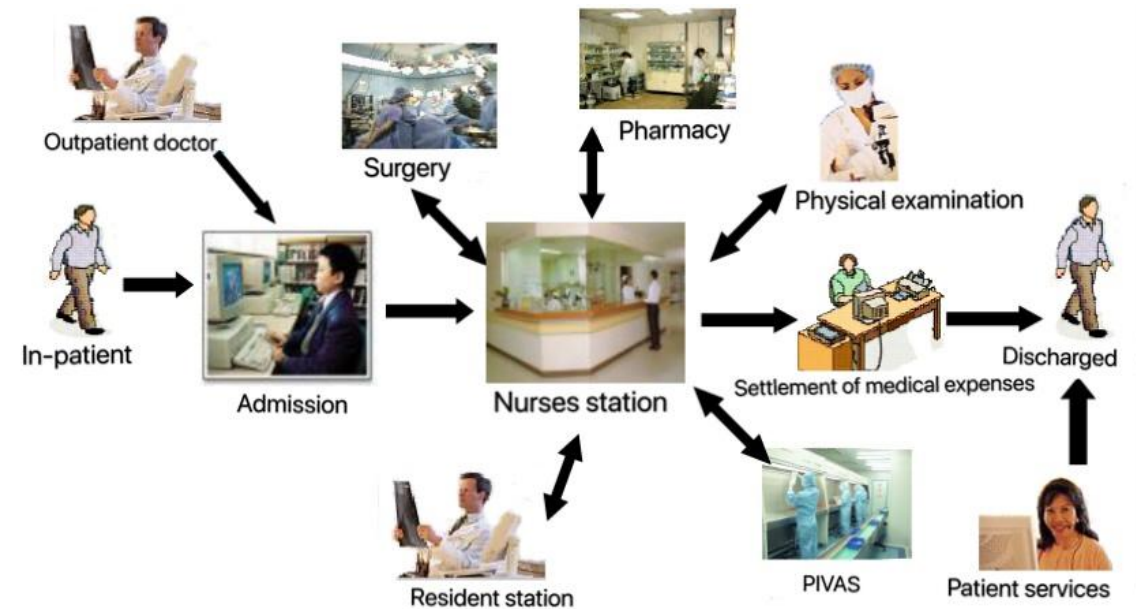 Outpatient doctor
Surgery
Pharmacy
Physical examination
In-patient
Admission
Nurses station
Settlement of medical expenses
Discharged
Resident station
PIVAS
Patient services